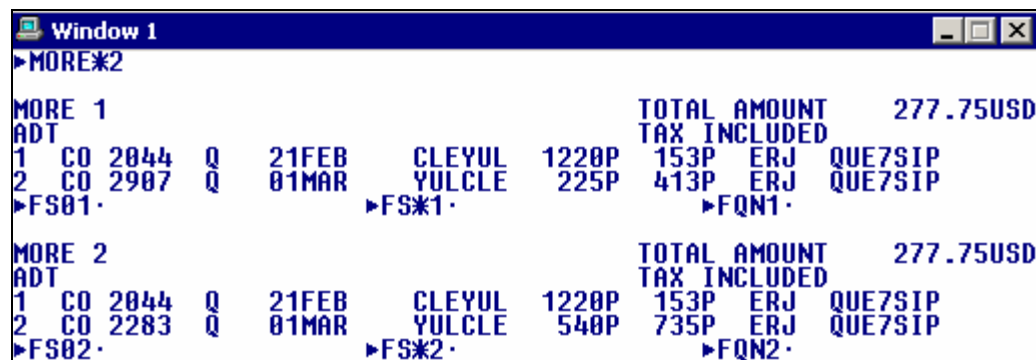 Window 1
▶MORE*2
MORE 1 TOTAL AMOUNT 277.75USD
ADT TAX INCLUDED
1 CO 2044 Q 21FEB CLEYUL 1220P 153P ERJ QUE7SIP
2 CO 2907 Q 01MAR YULCLE 225P 413P ERJ QUE7SIP
▶FS01· ▶FS*1· ▶FQN1·
MORE 2 TOTAL AMOUNT 277.75USD
ADT TAX INCLUDED
1 CO 2044 Q 21FEB CLEYUL 1220P 153P ERJ QUE7SIP
2 CO 2283 Q 01MAR YULCLE 540P 735P ERJ QUE7SIP
▶FS02· ▶FS*2· ▶FQN2·